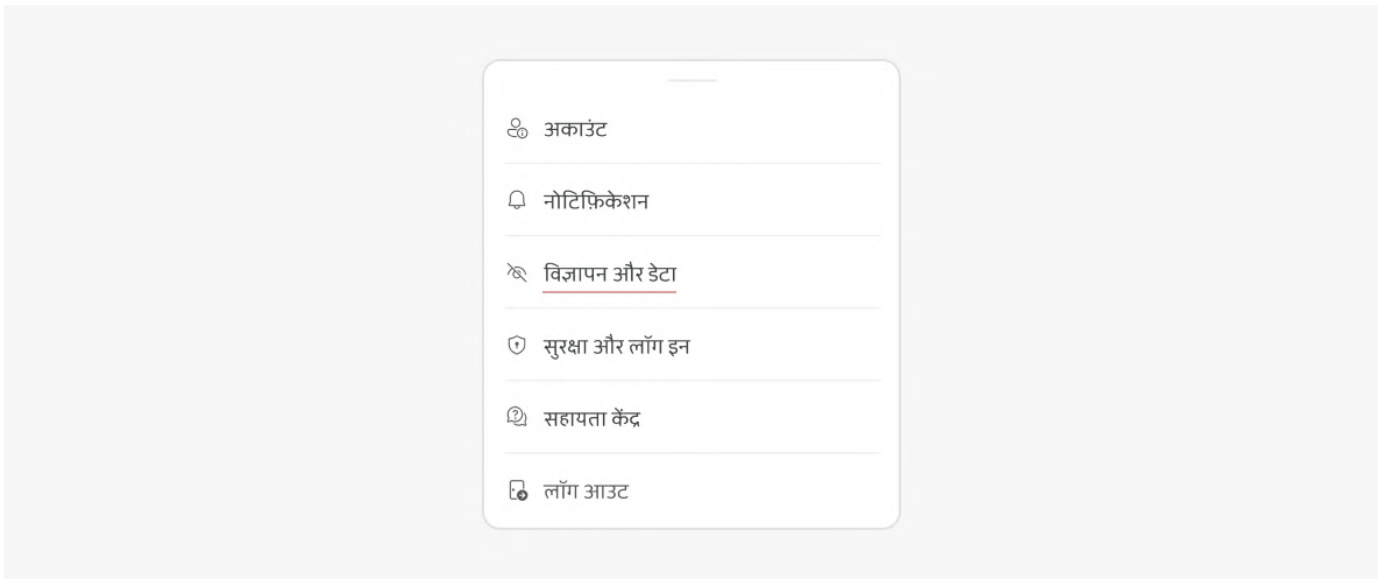 अकाउंट
नोटिफ़िकेशन
विज्ञापन और डेटा
सुरक्षा और लॉग इन
सहायता केंद्र
लॉग आउट